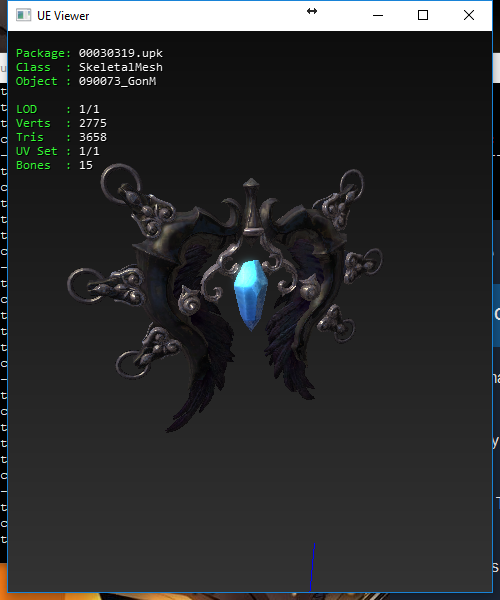 UE Viewer
Package: 00030319.upk
Class : SkeletalMesh
Object : 090073_GonM
LOD : 1/1
Verts : 2775
Tris : 3658
UV Set : 1/1
Bones : 15